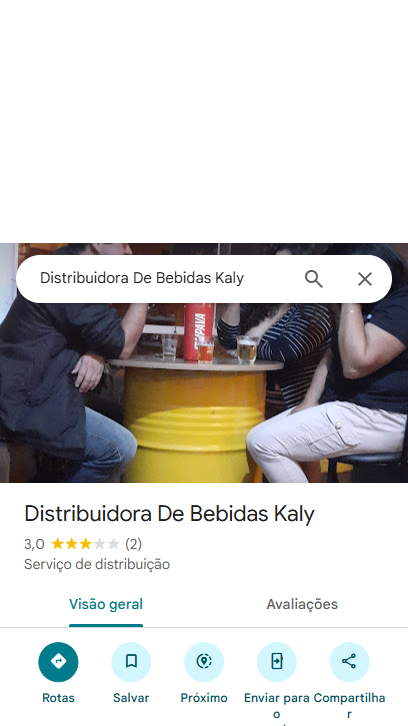 Distribuidora De Bebidas Kaly
ITAIPAVA
Distribuidora De Bebidas Kaly
3,0 (2)
Serviço de distribuição
Visão geral Avaliações
Rotas Salvar Próximo Enviar para o Compartilhar